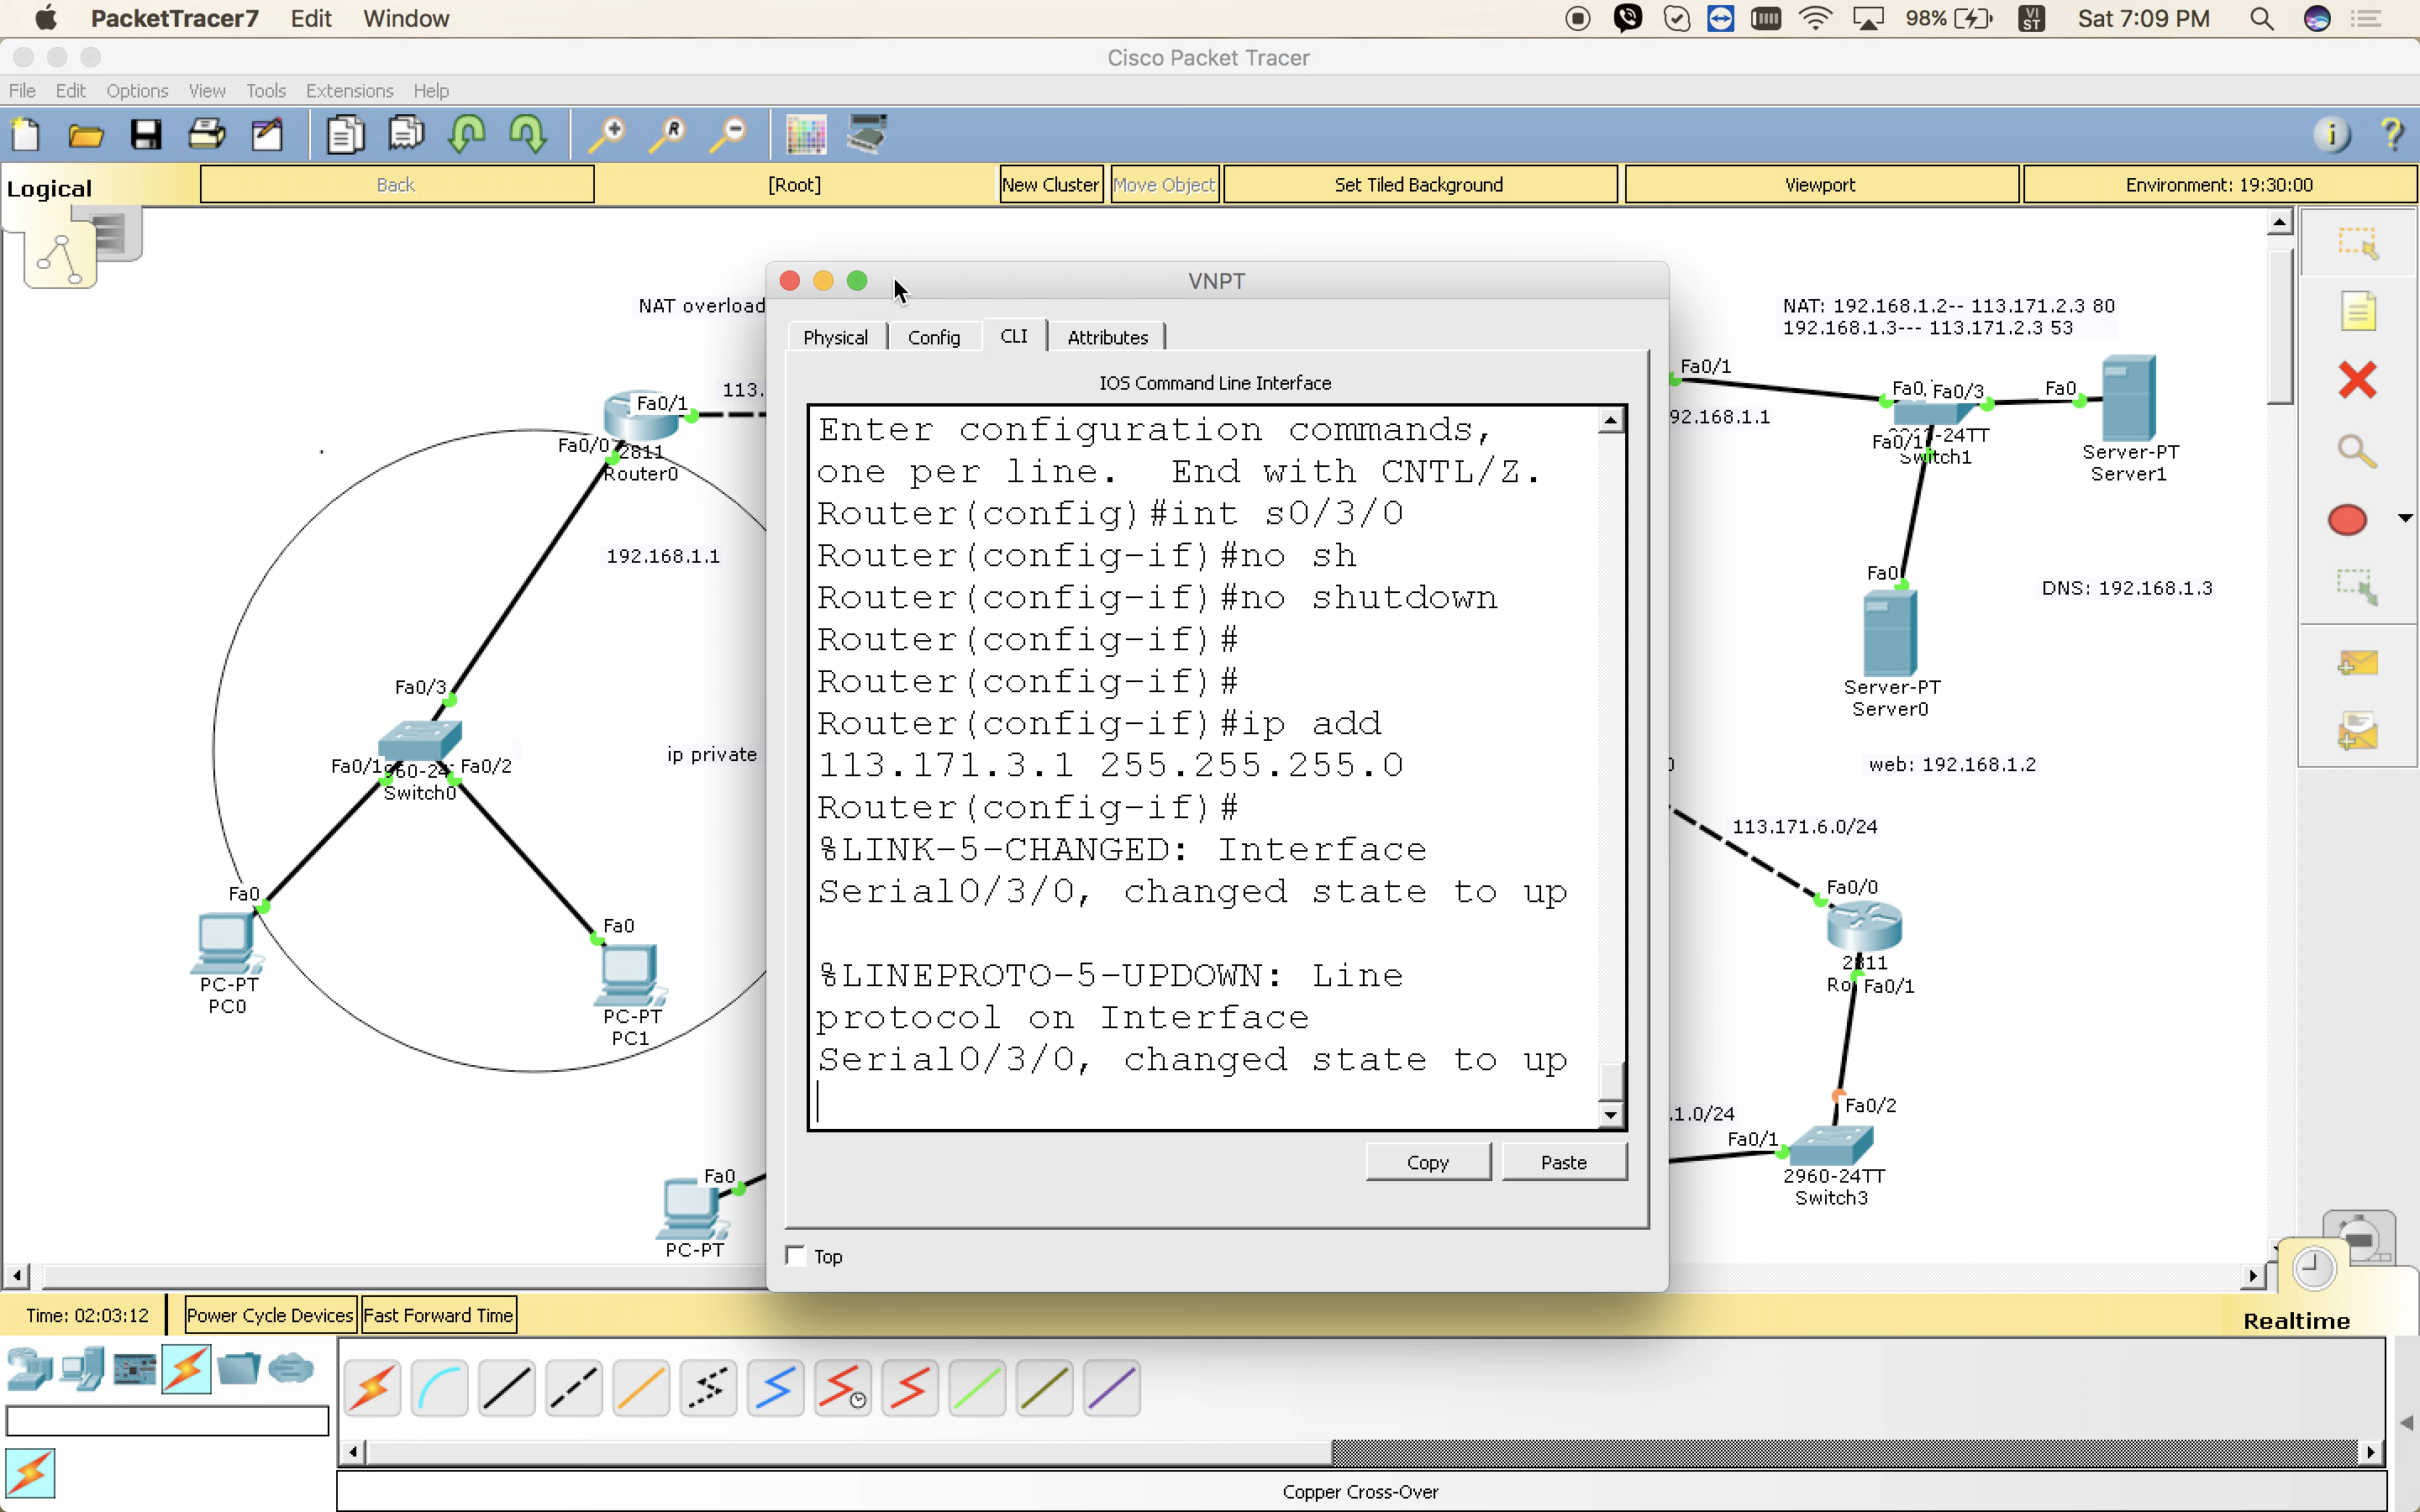 PacketTracer7 Edit Window
98% VI ST Sat 7:09 PM
Cisco Packet Tracer
File Edit Options View Tools Extensions Help
Logical
Back
[Root]
New Cluster
Move Object
Set Tiled Background
Viewport
Environment: 19:30:00
NAT overload
113.
Fa0/1
Fa0/0
2811
Router0
192.168.1.1
Fa0/3
Fa0/1
Fa0/2
Switch0
ip private
Fa0
PC-PT
PC0
Fa0
PC-PT
PC1
Fa0
PC-PT
VNPT
Physical Config CLI Attributes
IOS Command Line Interface
Enter configuration commands,
one per line. End with CNTL/Z.
Router(config)#int s0/3/0
Router(config-if)#no sh
Router(config-if)#no shutdown
Router(config-if)#
Router(config-if)#
Router(config-if)#ip add
113.171.3.1 255.255.255.0
Router(config-if)#
%LINK-5-CHANGED: Interface
Serial0/3/0, changed state to up
%LINEPROTO-5-UPDOWN: Line
protocol on Interface
Serial0/3/0, changed state to up
Copy
Paste
Top
NAT: 192.168.1.2-- 113.171.2.3 80
192.168.1.3--- 113.171.2.3 53
Fa0/1
92.168.1.1
Fa0/3
Fa0
Fa0/1
-24TT
Switch1
Server-PT
Server1
Fa0
DNS: 192.168.1.3
Server-PT
Server0
web: 192.168.1.2
113.171.6.0/24
Fa0/0
2811
Ro
Fa0/1
.1.0/24
Fa0/2
Fa0/1
2960-24TT
Switch3
Time: 02:03:12
Power Cycle Devices
Fast Forward Time
Realtime
Copper Cross-Over